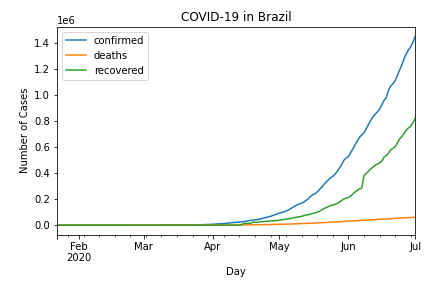 COVID-19 in Brazil
1e6
confirmed
deaths
recovered
1.4
1.2
1.0
0.8
0.6
0.4
0.2
0.0
Number of Cases
Feb Mar Apr May Jun Jul
2020
Day